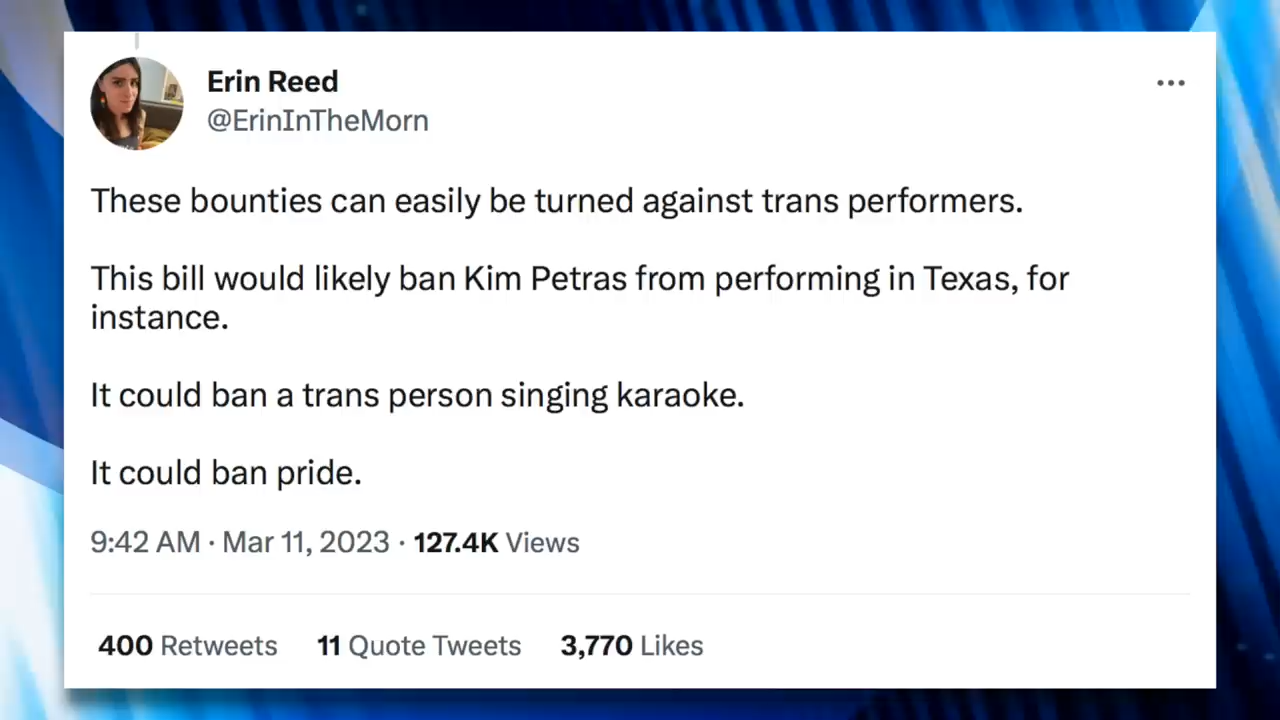 Erin Reed
@ErinInTheMorn
These bounties can easily be turned against trans performers.
This bill would likely ban Kim Petras from performing in Texas, for
instance.
It could ban a trans person singing karaoke.
It could ban pride.
9:42 AM · Mar 11, 2023 · 127.4K Views
400 Retweets 11 Quote Tweets 3,770 Likes